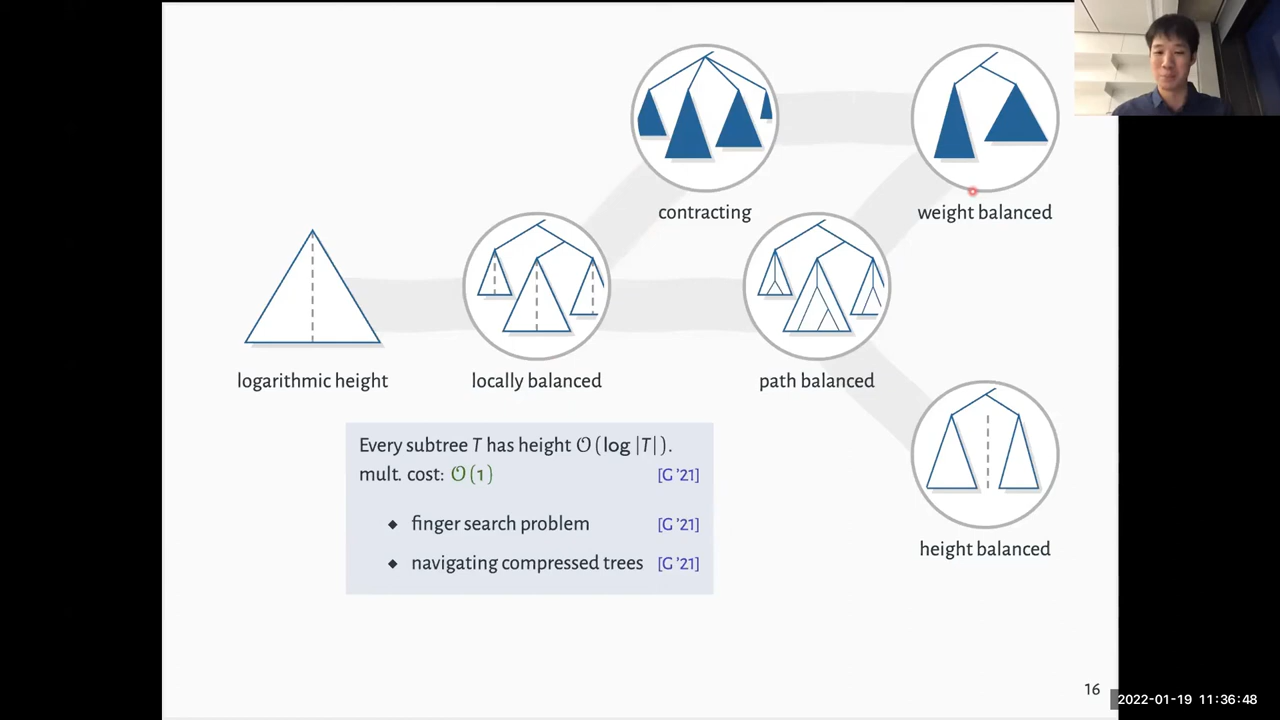 contracting
weight balanced
logarithmic height
locally balanced
path balanced
Every subtree T has height O(log |T|).
mult. cost: O(1) [G '21]
◆ finger search problem [G '21]
◆ navigating compressed trees [G '21]
height balanced
16
2022-01-19 11:36:48